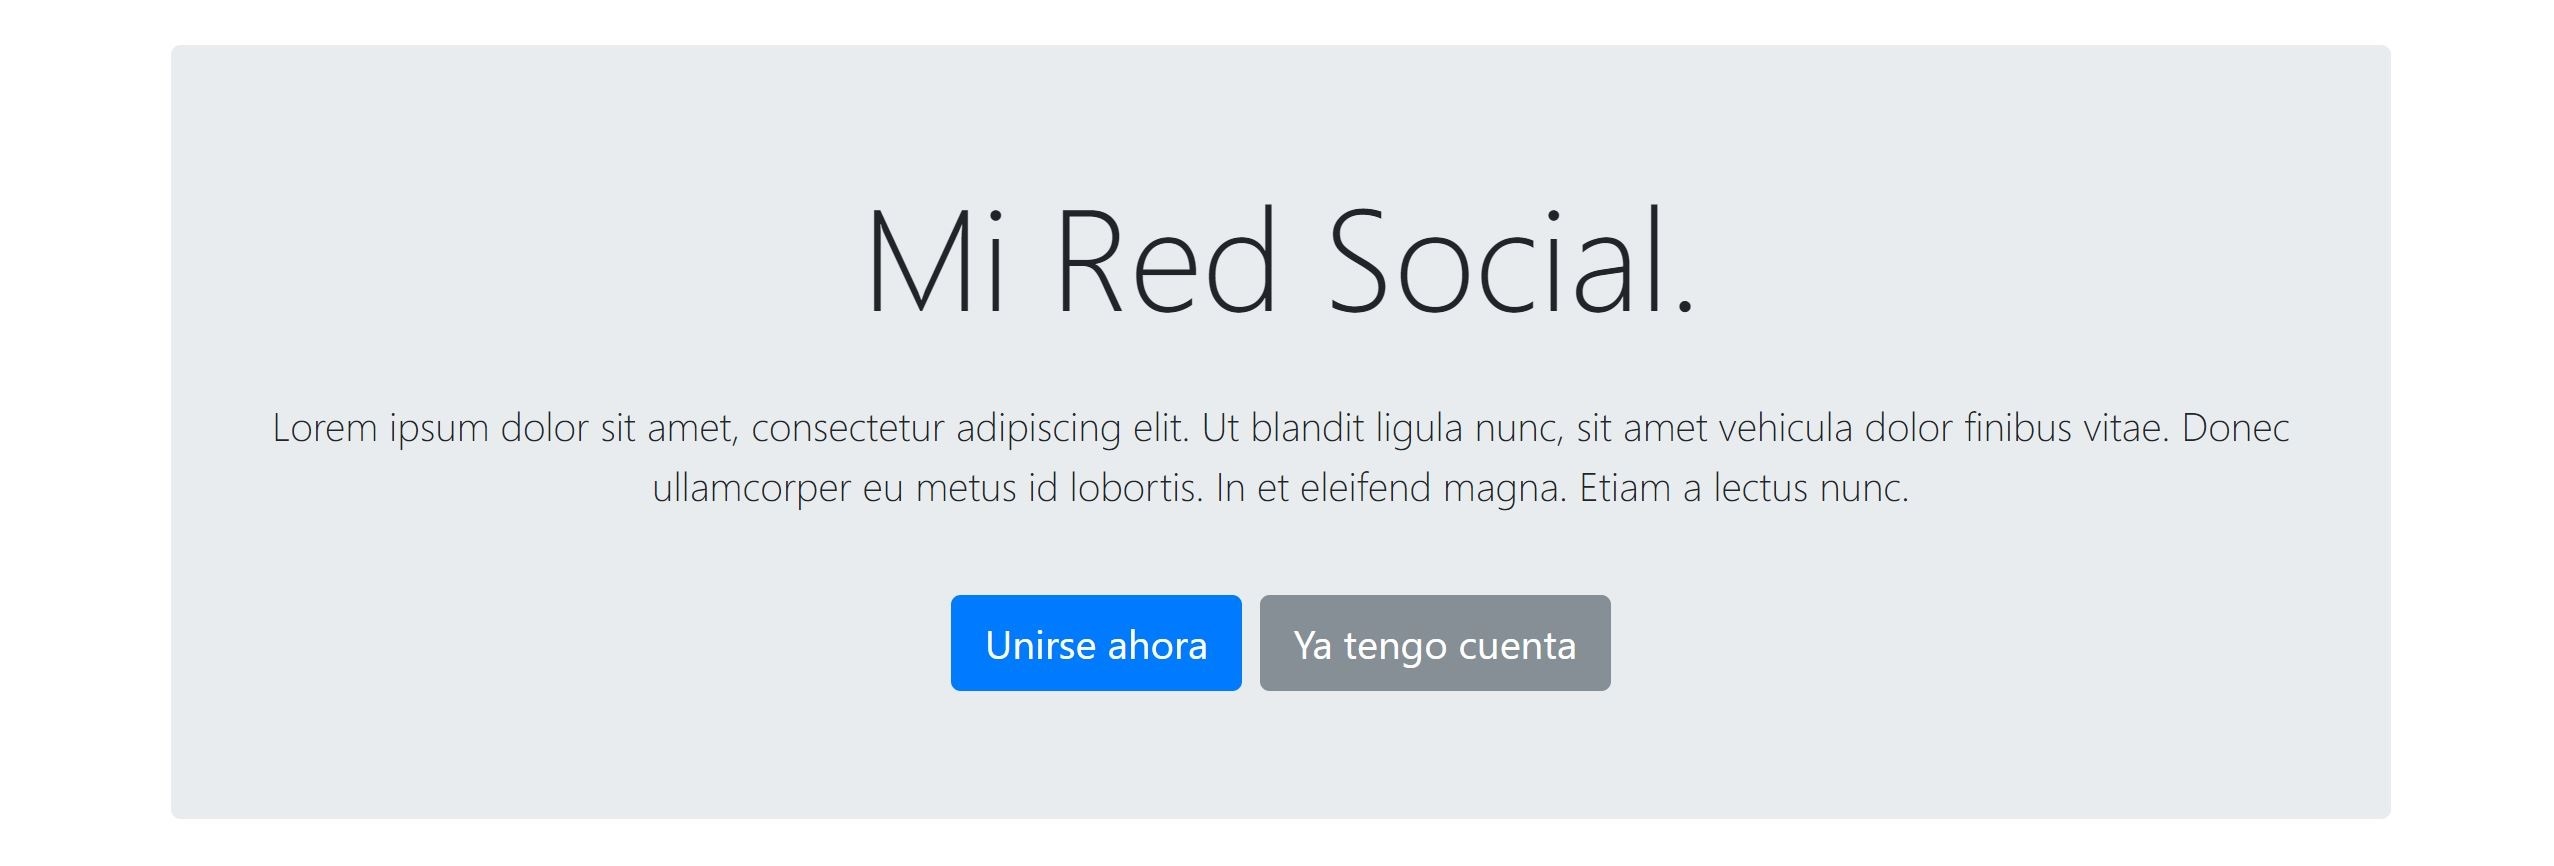 Mi Red Social.
Lorem ipsum dolor sit amet, consectetur adipiscing elit. Ut blandit ligula nunc, sit amet vehicula dolor finibus vitae. Donec
ullamcorper eu metus id lobortis. In et eleifend magna. Etiam a lectus nunc.
Unirse ahora
Ya tengo cuenta